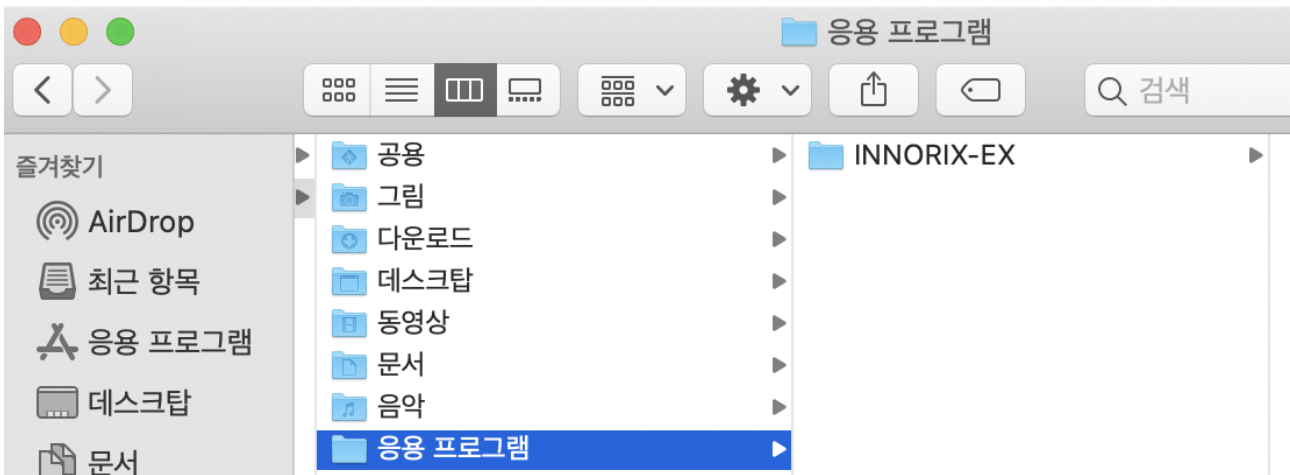 응용 프로그램
검색
즐겨찾기
AirDrop
최근 항목
응용 프로그램
데스크탑
문서
공용
그림
다운로드
데스크탑
동영상
문서
음악
응용 프로그램
INNORIX-EX